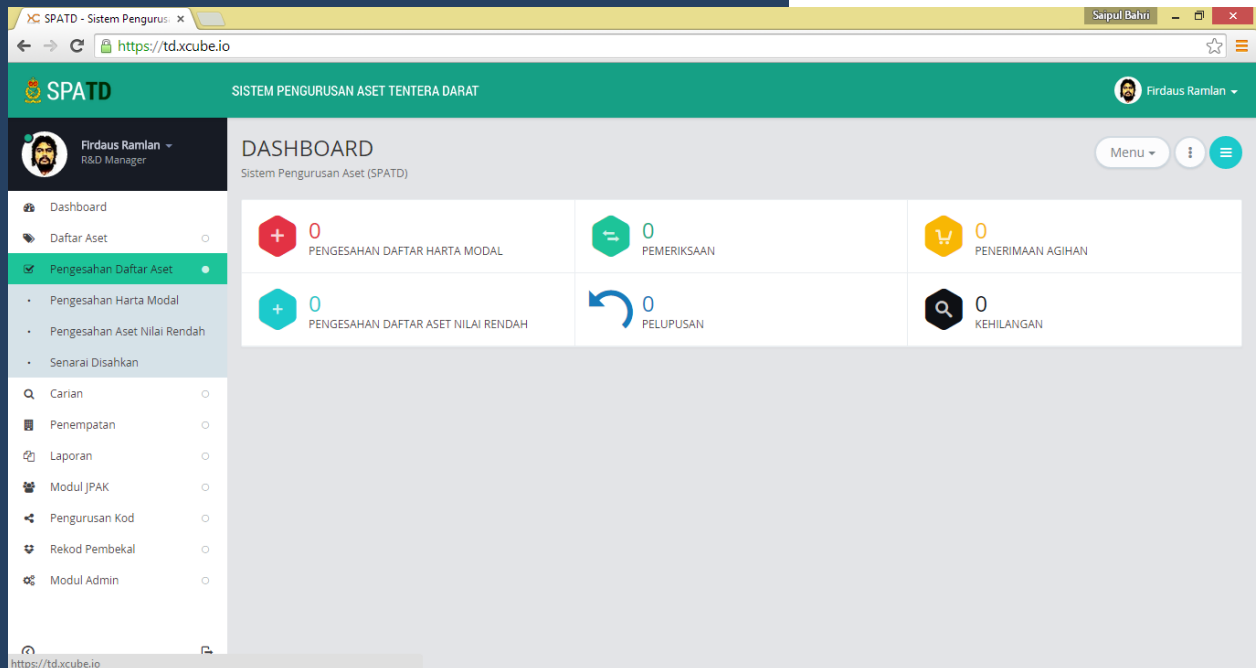 SPATD - Sistem Pengurus
Saipul Bahri
https://td.xcube.io
SPATD
SISTEM PENGURUSAN ASET TENTERA DARAT
Firdaus Ramlan
Firdaus Ramlan
R&D Manager
DASHBOARD
Sistem Pengurusan Aset (SPATD)
Menu
Dashboard
Daftar Aset
Pengesahan Daftar Aset
Pengesahan Harta Modal
Pengesahan Aset Nilai Rendah
Senarai Disahkan
Carian
Penempatan
Laporan
Modul JPAK
Pengurusan Kod
Rekod Pembekal
Modul Admin
0
PENGESAHAN DAFTAR HARTA MODAL
0
PEMERIKSAAN
0
PENERIMAAN AGIHAN
0
PENGESAHAN DAFTAR ASET NILAI RENDAH
0
PELUPUSAN
0
KEHILANGAN
https://td.xcube.io